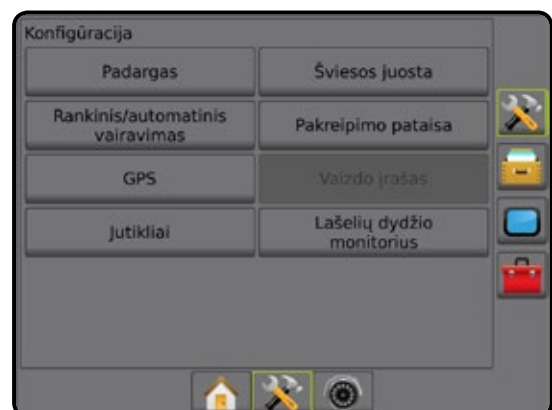 Konfigūracija
Padargas
Šviesos juosta
Rankinis/automatinis
vairavimas
Pakreipimo pataisa
GPS
Vaizdo įrašas
Jutikliai
Lašelių dydžio
monitorius